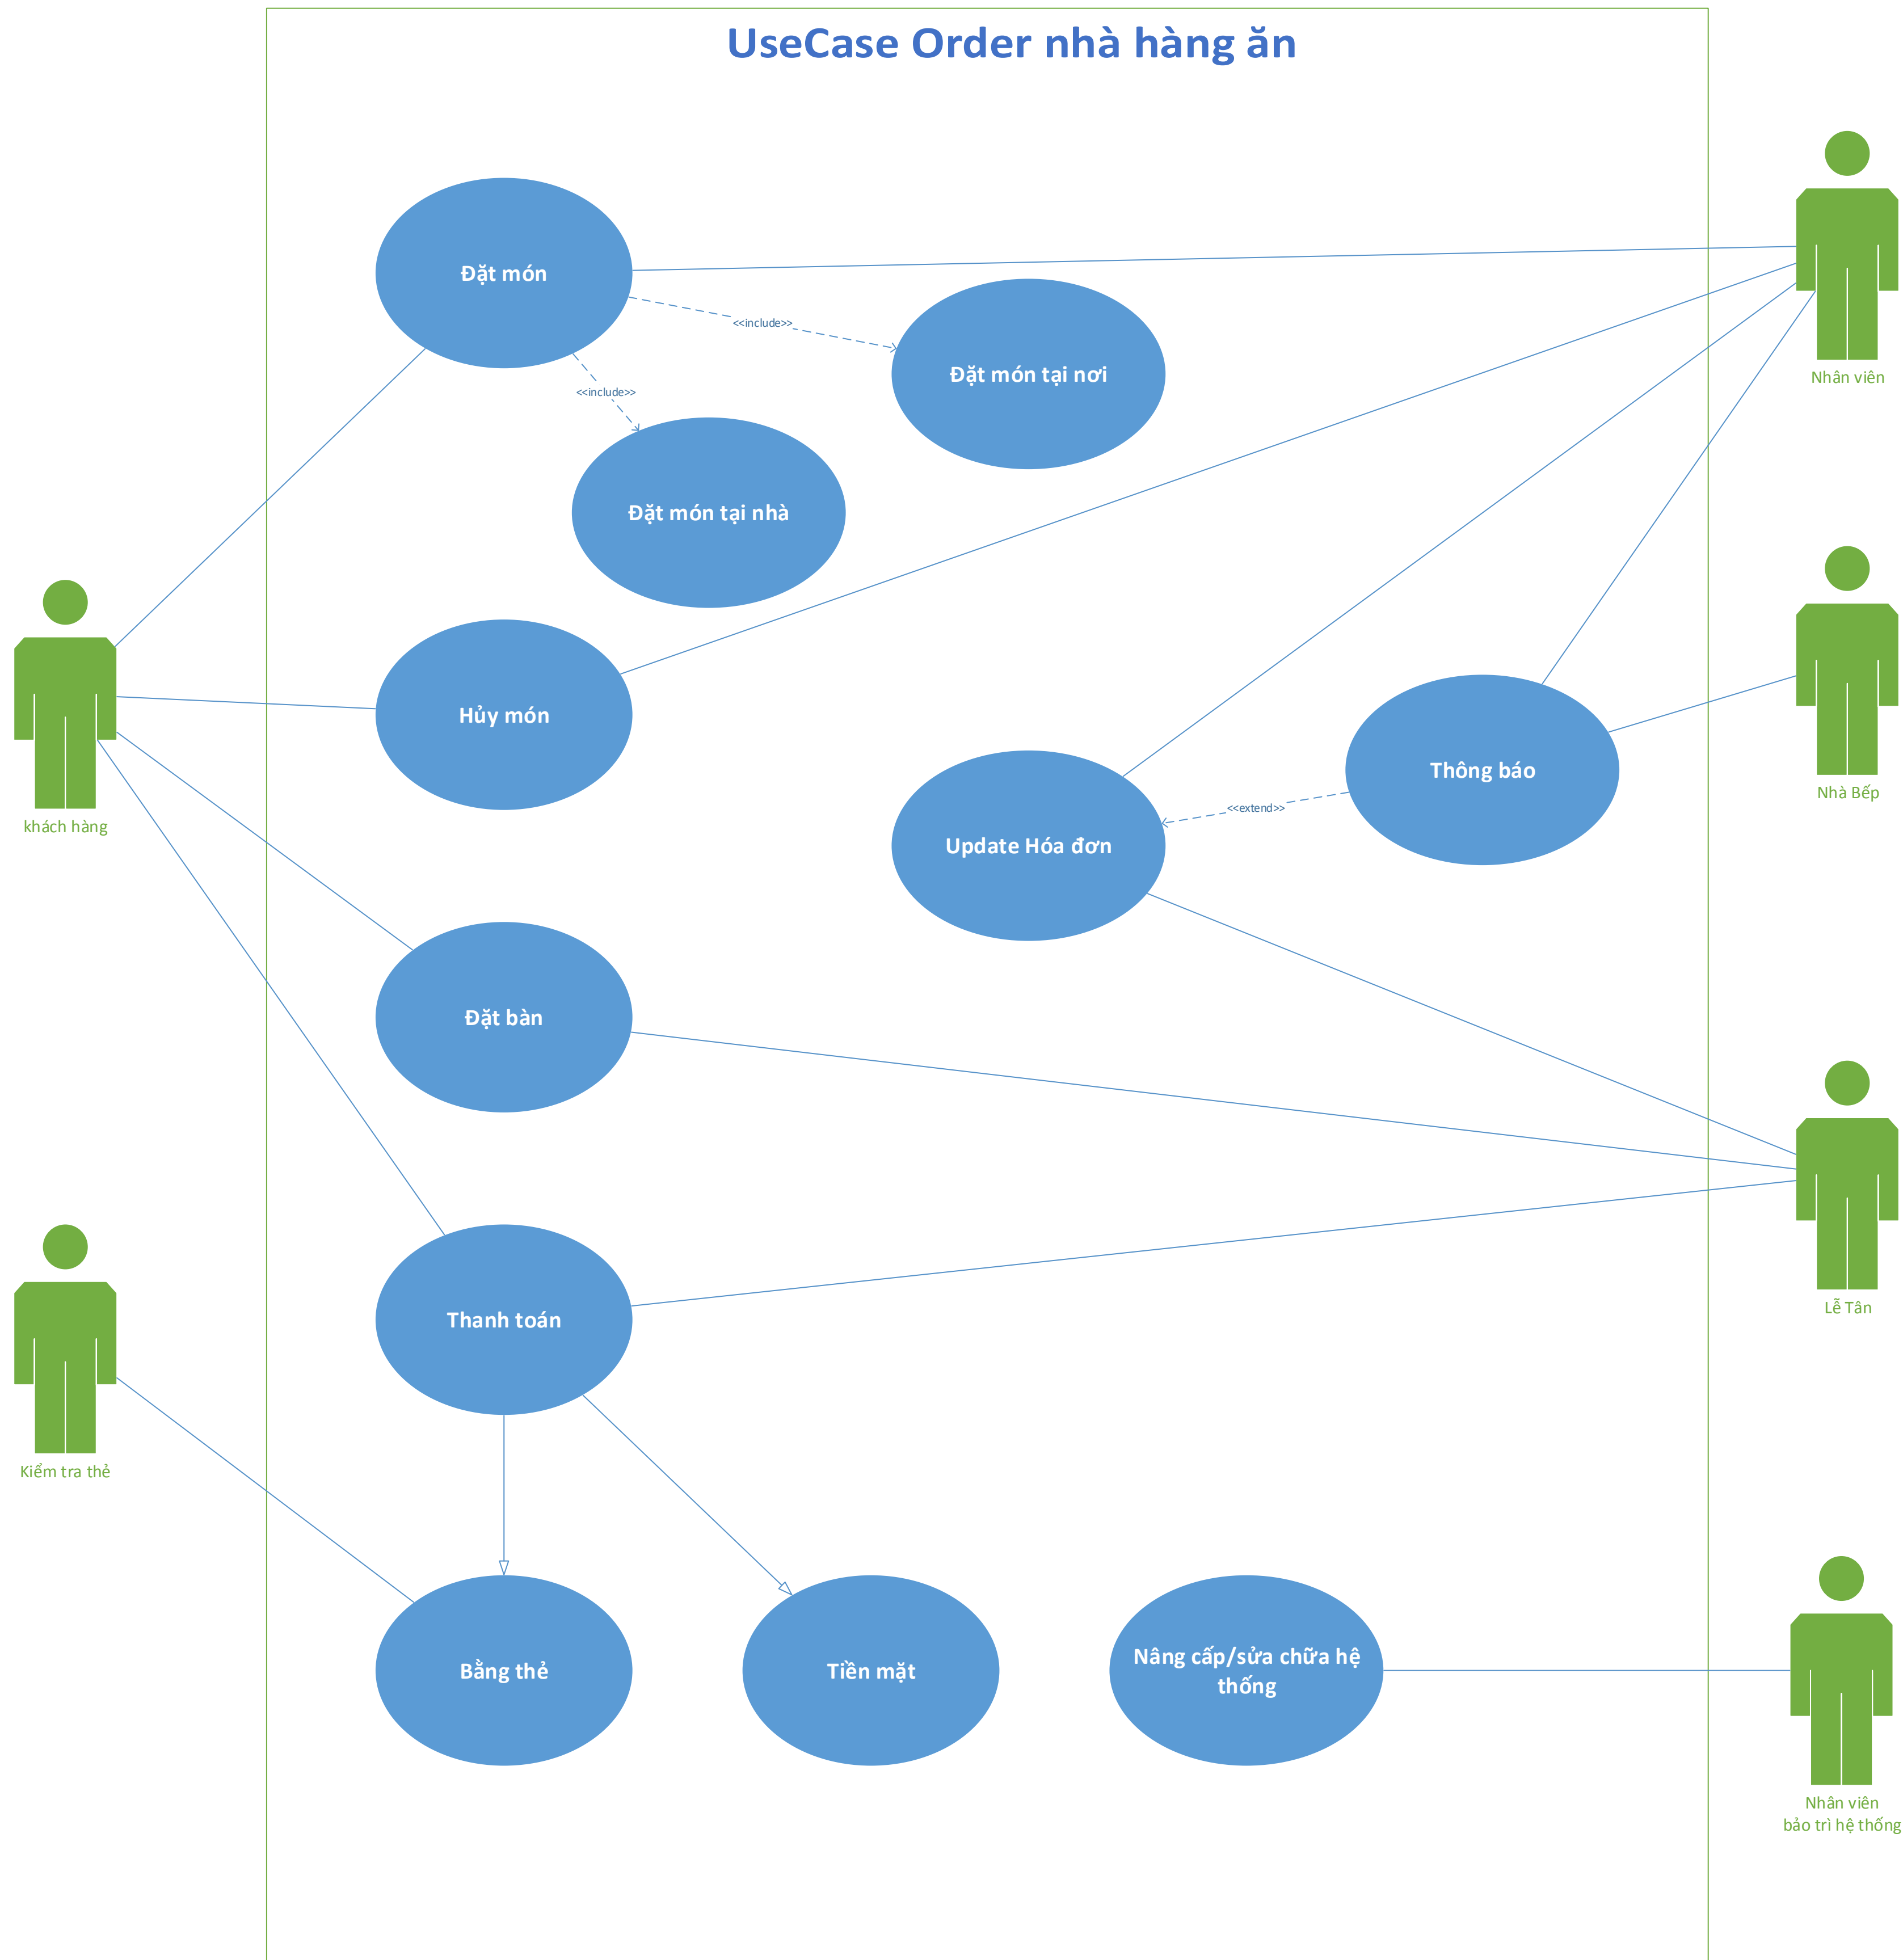 UseCase Order nhà hàng ăn
Đặt món
<<include>>
Đặt món tại nơi
Nhân viên
<<include>>
Đặt món tại nhà
Hủy món
Thông báo
Nhà Bếp
<<extend>>
khách hàng
Update Hóa đơn
Đặt bàn
Thanh toán
Lễ Tân
Kiểm tra thẻ
Bằng thẻ
Tiền mặt
Nâng cấp/sửa chữa hệ
thống
Nhân viên
bảo trì hệ thống